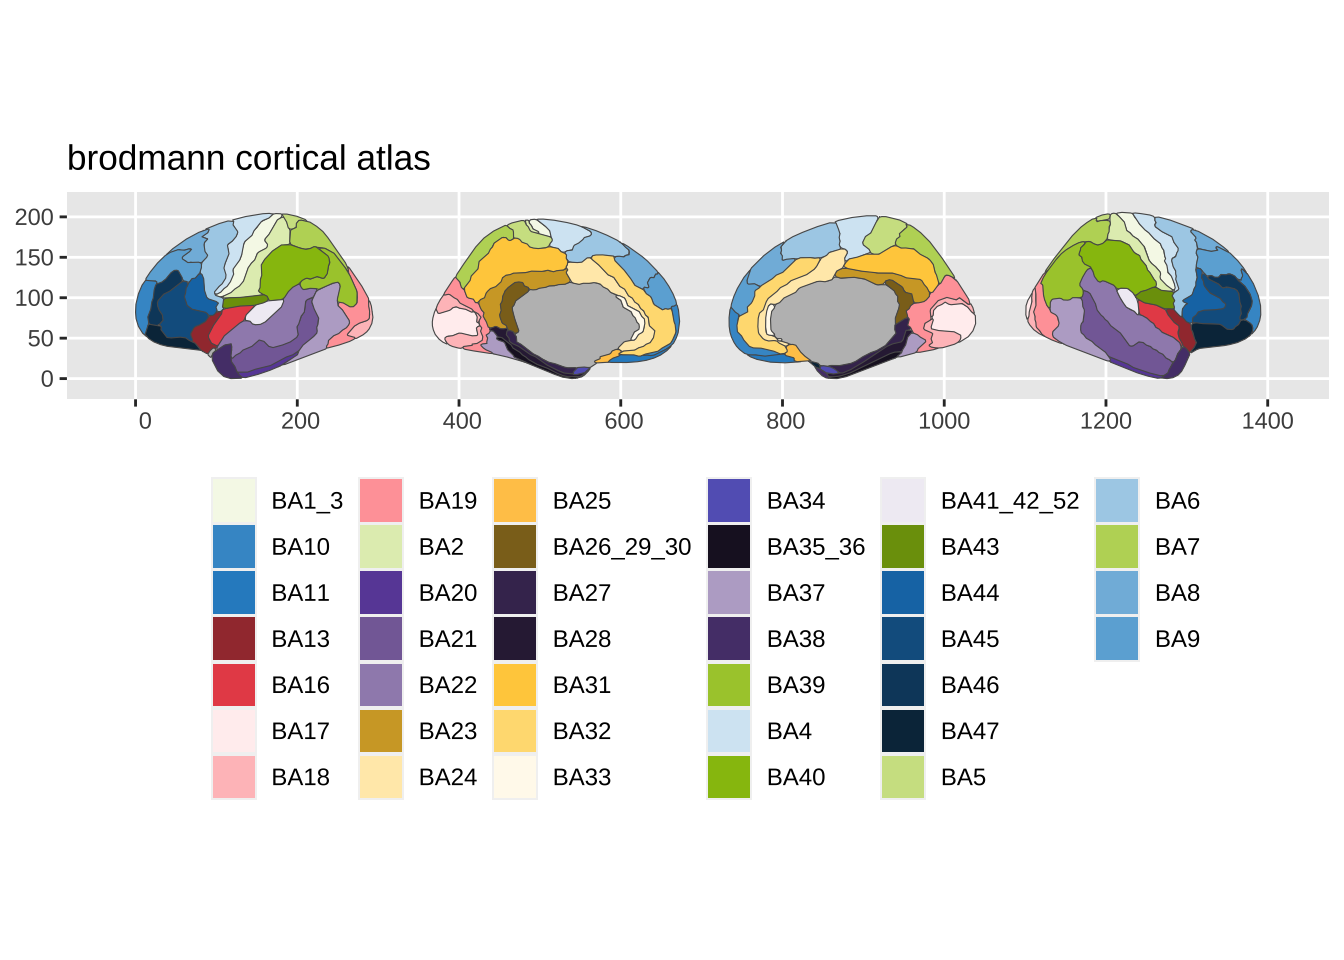 brodmann cortical atlas
200
150
100
50
0
0 200 400 600 800 1000 1200 1400
BA1_3 BA19 BA25 BA34 BA41_42_52 BA6
BA10 BA2 BA26_29_30 BA35_36 BA43 BA7
BA11 BA20 BA27 BA37 BA44 BA8
BA13 BA21 BA28 BA38 BA45 BA9
BA16 BA22 BA31 BA39 BA46
BA17 BA23 BA32 BA4 BA47
BA18 BA24 BA33 BA40 BA5